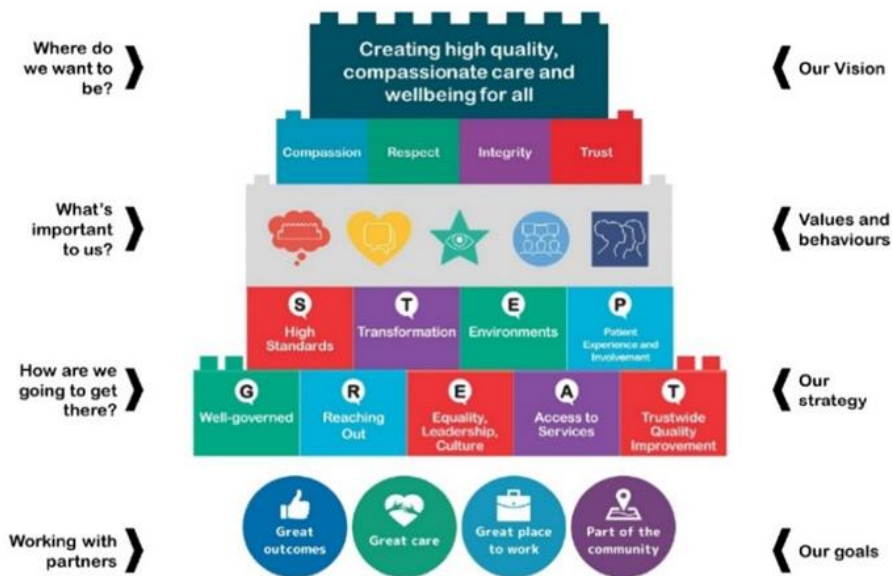 Where do
we want to
be?
Creating high quality,
compassionate care and
wellbeing for all
Our Vision
Compassion
Respect
Integrity
Trust
What's
important
to us?
Values and
behaviours
S
High
Standards
T
Transformation
E
Environments
P
Patient
Experience and
Involvement
How are we
going to get
there?
G
Well-governed
R
Reaching
Out
E
Equality,
Leadership,
Culture
A
Access to
Services
T
Trustwide
Quality
Improvement
Our
strategy
Working with
partners
Great
outcomes
Great care
Great place
to work
Part of the
community
Our goals